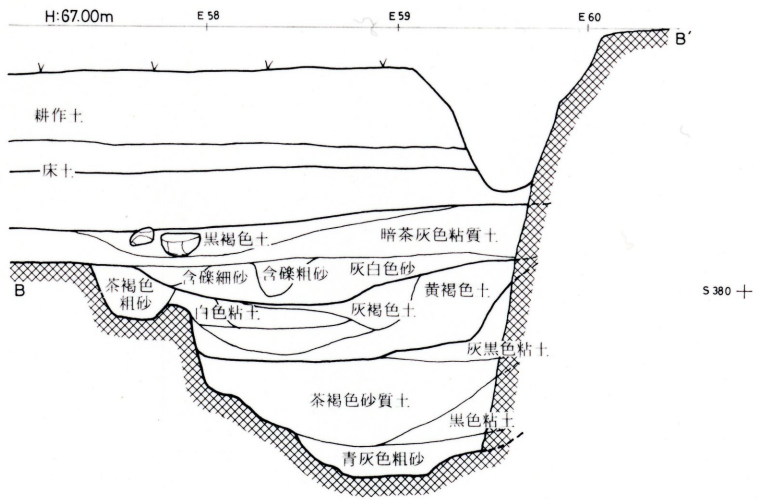 H:67.00m
E 58
E 59
E 60
B'
耕作土
床土
黒褐色土
暗茶灰色粘質土
B
茶褐色
粗砂
含礫細砂
含礫粗砂
灰白色砂
黄褐色土
S 380
白色粘土
灰褐色土
灰黒色粘土
茶褐色砂質土
黒色粘土
青灰色粗砂